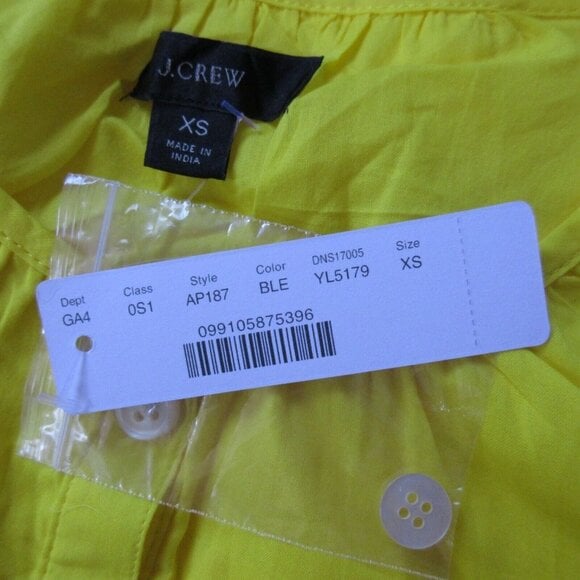 J.CREW
XS
MADE IN
INDIA
Dept Class Style Color DNS17005 Size
GA4 0S1 AP187 BLE YL5179 XS
099105875396